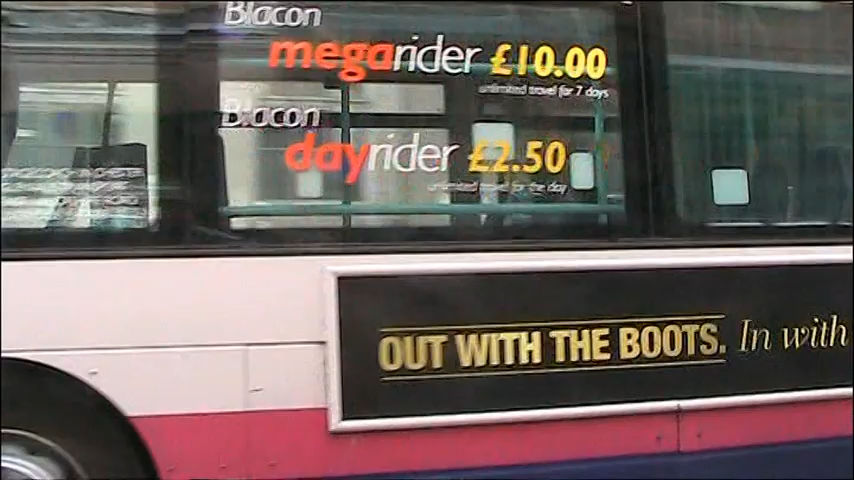 Blacon
megarider £10.00
unlimited travel for 7 days
Blacon
dayrider £2.50
unlimited travel for the day
OUT WITH THE BOOTS. In with